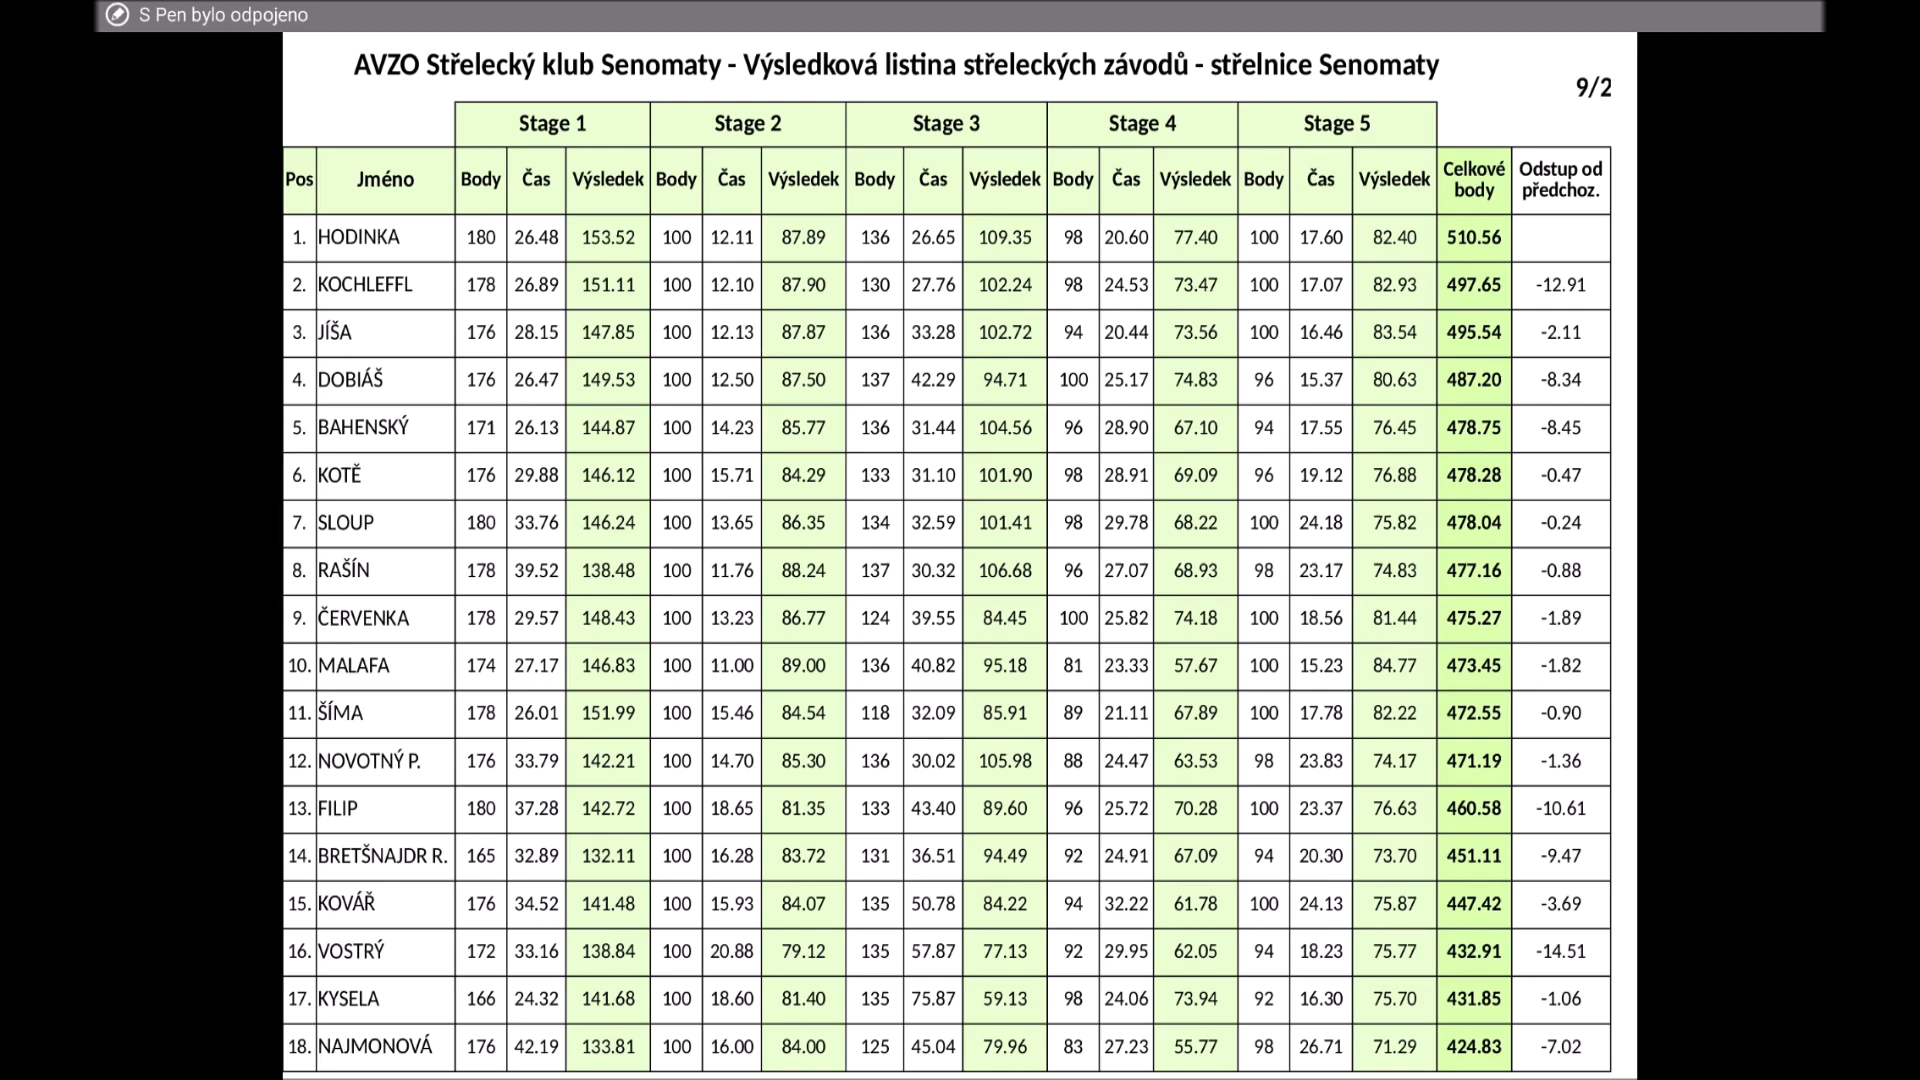 S Pen bylo odpojeno
AVZO Střelecký klub Senomaty - Výsledková listina střeleckých závodů - střelnice Senomaty
9/2
Stage 1 Stage 2 Stage 3 Stage 4 Stage 5
Pos Jméno Body Čas Výsledek Body Čas Výsledek Body Čas Výsledek Body Čas Výsledek Body Čas Výsledek Celkové body Odstup od předchoz.
1. HODINKA 180 26.48 153.52 100 12.11 87.89 136 26.65 109.35 98 20.60 77.40 100 17.60 82.40 510.56
2. KOCHLEFFL 178 26.89 151.11 100 12.10 87.90 130 27.76 102.24 98 24.53 73.47 100 17.07 82.93 497.65 -12.91
3. JÍŠA 176 28.15 147.85 100 12.13 87.87 136 33.28 102.72 94 20.44 73.56 100 16.46 83.54 495.54 -2.11
4. DOBIÁŠ 176 26.47 149.53 100 12.50 87.50 137 42.29 94.71 100 25.17 74.83 96 15.37 80.63 487.20 -8.34
5. BAHENSKÝ 171 26.13 144.87 100 14.23 85.77 136 31.44 104.56 96 28.90 67.10 94 17.55 76.45 478.75 -8.45
6. KOTĚ 176 29.88 146.12 100 15.71 84.29 133 31.10 101.90 98 28.91 69.09 96 19.12 76.88 478.28 -0.47
7. SLOUP 180 33.76 146.24 100 13.65 86.35 134 32.59 101.41 98 29.78 68.22 100 24.18 75.82 478.04 -0.24
8. RAŠÍN 178 39.52 138.48 100 11.76 88.24 137 30.32 106.68 96 27.07 68.93 98 23.17 74.83 477.16 -0.88
9. ČERVENKA 178 29.57 148.43 100 13.23 86.77 124 39.55 84.45 100 25.82 74.18 100 18.56 81.44 475.27 -1.89
10. MALAFA 174 27.17 146.83 100 11.00 89.00 136 40.82 95.18 81 23.33 57.67 100 15.23 84.77 473.45 -1.82
11. ŠÍMA 178 26.01 151.99 100 15.46 84.54 118 32.09 85.91 89 21.11 67.89 100 17.78 82.22 472.55 -0.90
12. NOVOTNÝ P. 176 33.79 142.21 100 14.70 85.30 136 30.02 105.98 88 24.47 63.53 98 23.83 74.17 471.19 -1.36
13. FILIP 180 37.28 142.72 100 18.65 81.35 133 43.40 89.60 96 25.72 70.28 100 23.37 76.63 460.58 -10.61
14. BRETŠNAJDR R. 165 32.89 132.11 100 16.28 83.72 131 36.51 94.49 92 24.91 67.09 94 20.30 73.70 451.11 -9.47
15. KOVÁŘ 176 34.52 141.48 100 15.93 84.07 135 50.78 84.22 94 32.22 61.78 100 24.13 75.87 447.42 -3.69
16. VOSTRÝ 172 33.16 138.84 100 20.88 79.12 135 57.87 77.13 92 29.95 62.05 94 18.23 75.77 432.91 -14.51
17. KYSELA 166 24.32 141.68 100 18.60 81.40 135 75.87 59.13 98 24.06 73.94 92 16.30 75.70 431.85 -1.06
18. NAJMONOVÁ 176 42.19 133.81 100 16.00 84.00 125 45.04 79.96 83 27.23 55.77 98 26.71 71.29 424.83 -7.02